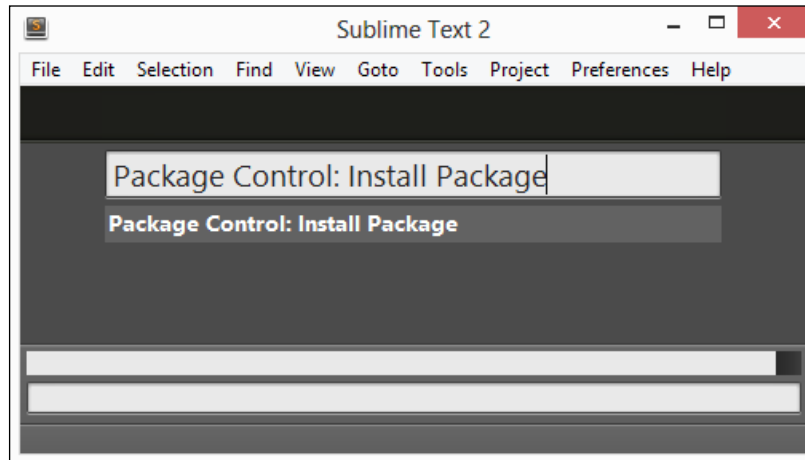 Sublime Text 2
File Edit Selection Find View Goto Tools Project Preferences Help
Package Control: Install Package
Package Control: Install Package